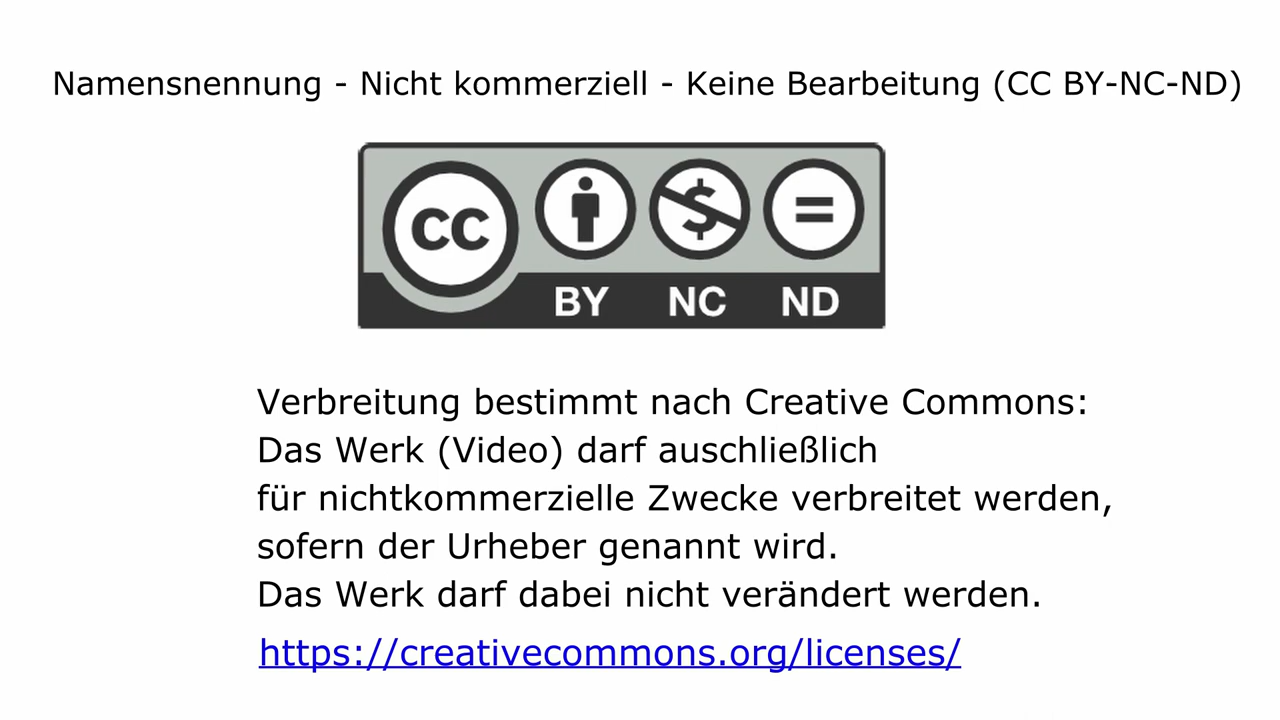 Namensnennung - Nicht kommerziell - Keine Bearbeitung (CC BY-NC-ND)
CC
$
=
BY NC ND
Verbreitung bestimmt nach Creative Commons:
Das Werk (Video) darf auschließlich
für nichtkommerzielle Zwecke verbreitet werden,
sofern der Urheber genannt wird.
Das Werk darf dabei nicht verändert werden.
https://creativecommons.org/licenses/